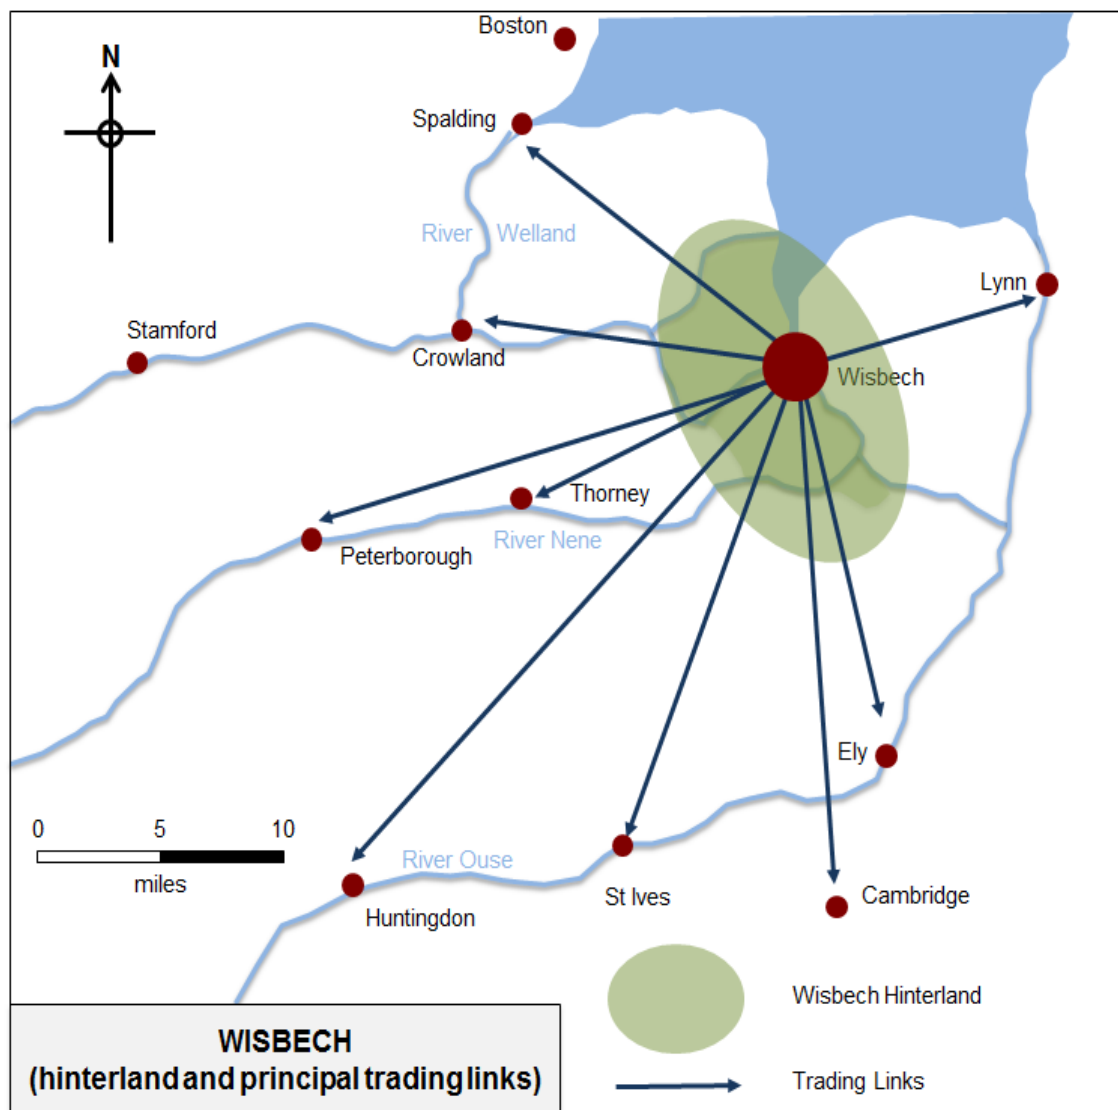 Boston
N
Spalding
River Welland
Lynn
Stamford
Crowland
Wisbech
Thorney
River Nene
Peterborough
Ely
0 5 10
miles
River Ouse
St Ives
Cambridge
Huntingdon
Wisbech Hinterland
WISBECH
(hinterland and principal trading links)
Trading Links